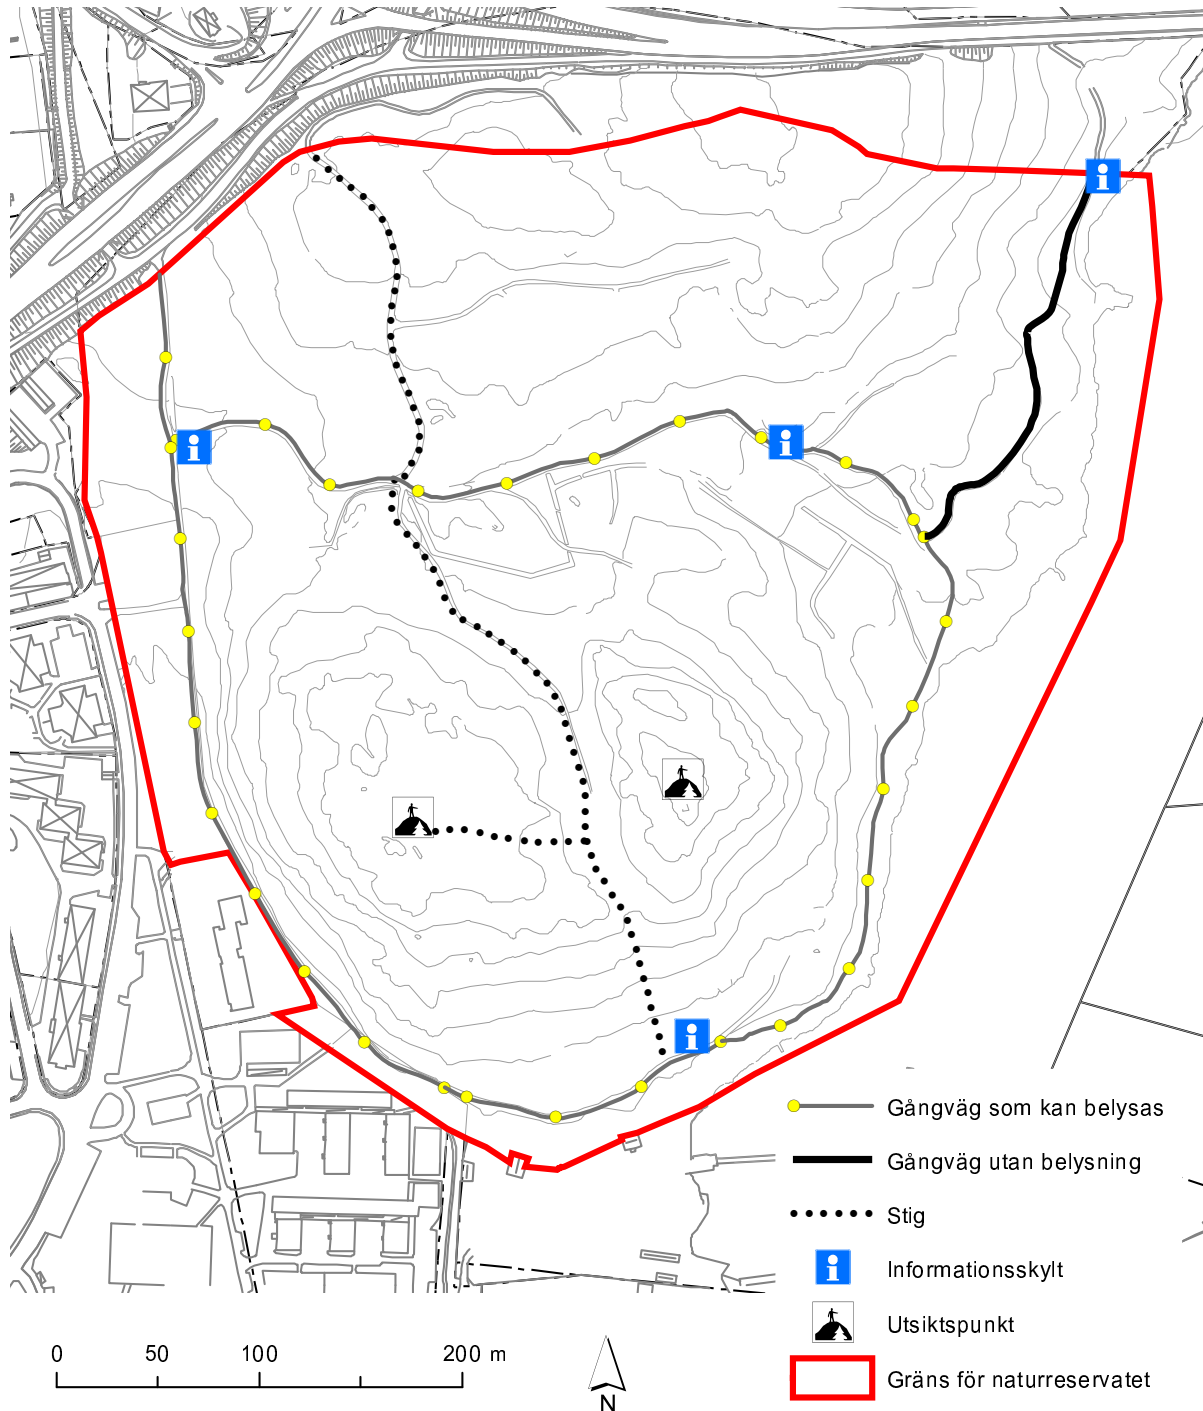 Gångväg som kan belysas
Gångväg utan belysning
Stig
Informationsskylt
Utsiktspunkt
Gräns för naturreservatet
0 50 100 200 m
N